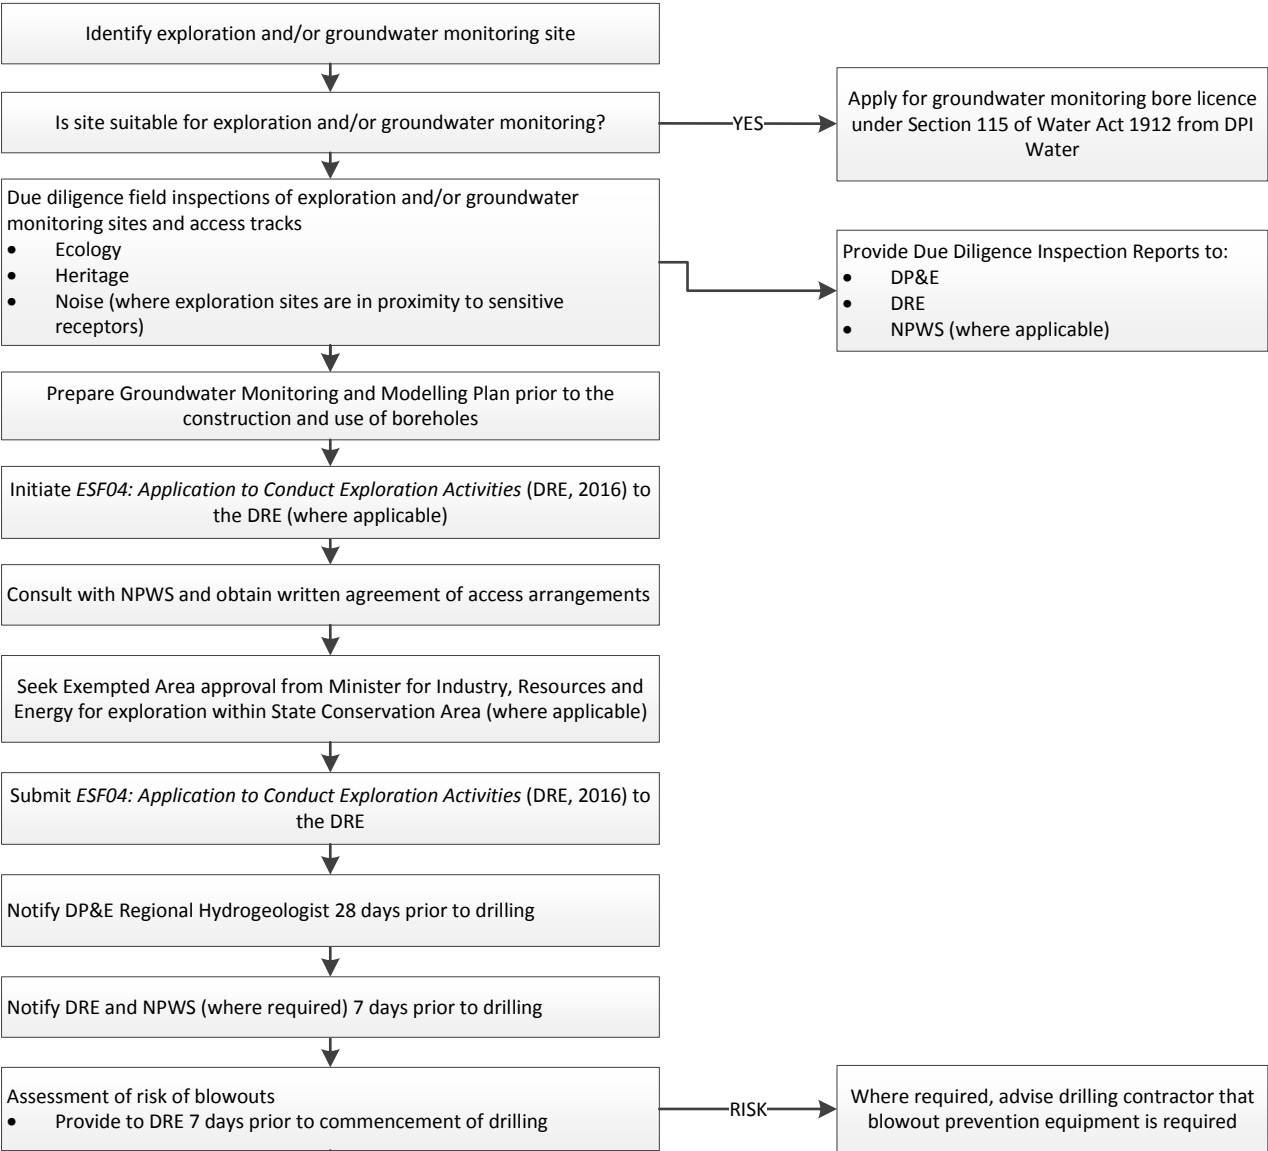 Identify exploration and/or groundwater monitoring site
Is site suitable for exploration and/or groundwater monitoring?
YES
Apply for groundwater monitoring bore licence
under Section 115 of Water Act 1912 from DPI
Water
Due diligence field inspections of exploration and/or groundwater
monitoring sites and access tracks
• Ecology
• Heritage
• Noise (where exploration sites are in proximity to sensitive
receptors)
Provide Due Diligence Inspection Reports to:
• DP&E
• DRE
• NPWS (where applicable)
Prepare Groundwater Monitoring and Modelling Plan prior to the
construction and use of boreholes
Initiate ESF04: Application to Conduct Exploration Activities (DRE, 2016) to
the DRE (where applicable)
Consult with NPWS and obtain written agreement of access arrangements
Seek Exempted Area approval from Minister for Industry, Resources and
Energy for exploration within State Conservation Area (where applicable)
Submit ESF04: Application to Conduct Exploration Activities (DRE, 2016) to
the DRE
Notify DP&E Regional Hydrogeologist 28 days prior to drilling
Notify DRE and NPWS (where required) 7 days prior to drilling
Assessment of risk of blowouts
• Provide to DRE 7 days prior to commencement of drilling
RISK
Where required, advise drilling contractor that
blowout prevention equipment is required